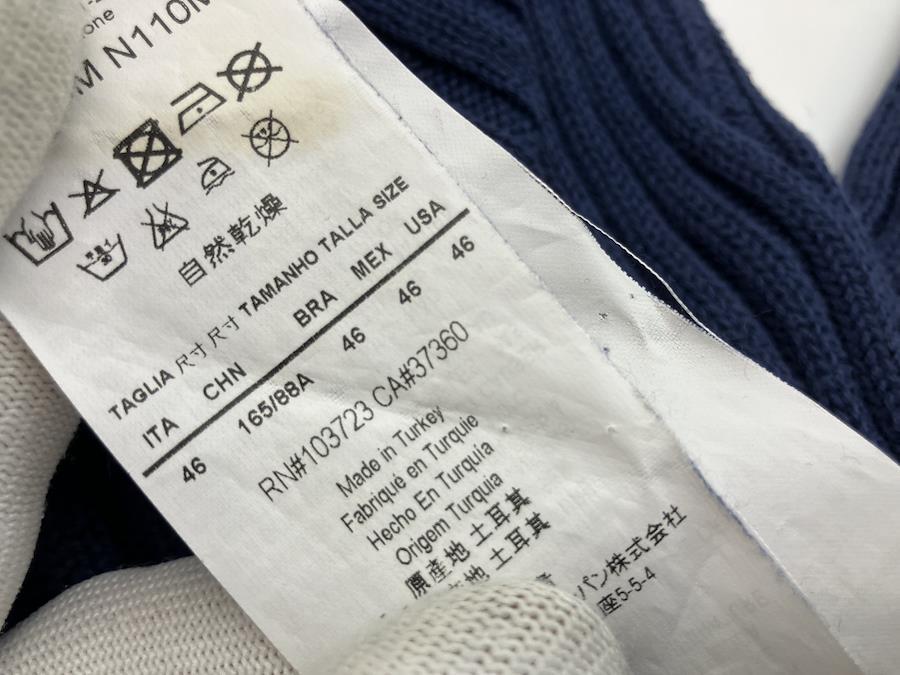 one
M N110M
自然乾燥
TAGLIA 尺寸 尺寸 TAMANHO TALLA SIZE
ITA CHN BRA MEX USA
46 165/88A 46 46 46
RN#103723 CA#37360
Made in Turkey
Fabriqué en Turquie
Hecho En Turquía
Origem Turquia
原産地 土耳其
地 土耳其
パン株式会社
座5-5-4